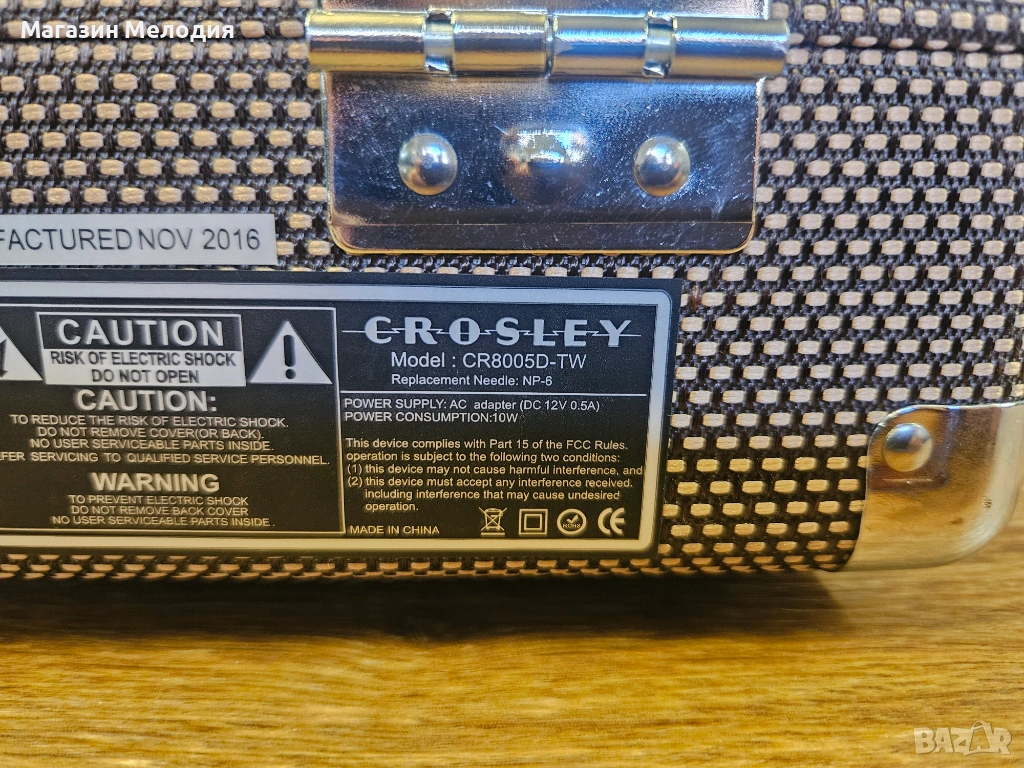 Магазин Мелодия
FACTURED NOV 2016
CAUTION
RISK OF ELECTRIC SHOCK
DO NOT OPEN
CAUTION:
TO REDUCE THE RISK OF ELECTRIC SHOCK.
DO NOT REMOVE COVER(OR BACK).
NO USER SERVICEABLE PARTS INSIDE.
FER SERVICING TO QUALIFIED SERVICE PERSONNEL.
WARNING
TO PREVENT ELECTRIC SHOCK
DO NOT REMOVE BACK COVER
NO USER SERVICEABLE PARTS INSIDE.
CROSLEY
Model : CR8005D-TW
Replacement Needle: NP-6
POWER SUPPLY: AC adapter (DC 12V 0.5A)
POWER CONSUMPTION:10W
This device complies with Part 15 of the FCC Rules.
operation is subject to the following two conditions:
(1) this device may not cause harmful interference, and
(2) this device must accept any interference received.
including interference that may cause undesired
operation.
MADE IN CHINA
ROHS
CE
BAZAR